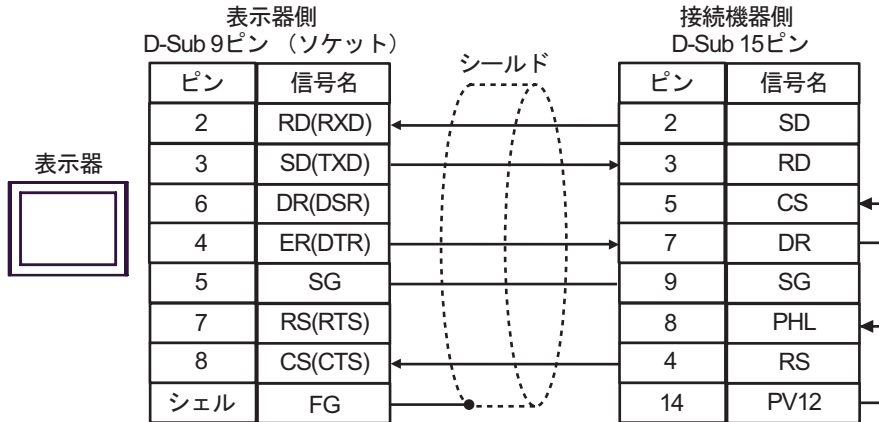 表示器側
D-Sub 9ピン （ソケット）
接続機器側
D-Sub 15ピン
シールド
表示器
ピン 信号名 ピン 信号名
2 RD(RXD) 2 SD
3 SD(TXD) 3 RD
6 DR(DSR) 5 CS
4 ER(DTR) 7 DR
5 SG 9 SG
7 RS(RTS) 8 PHL
8 CS(CTS) 4 RS
シェル FG 14 PV12